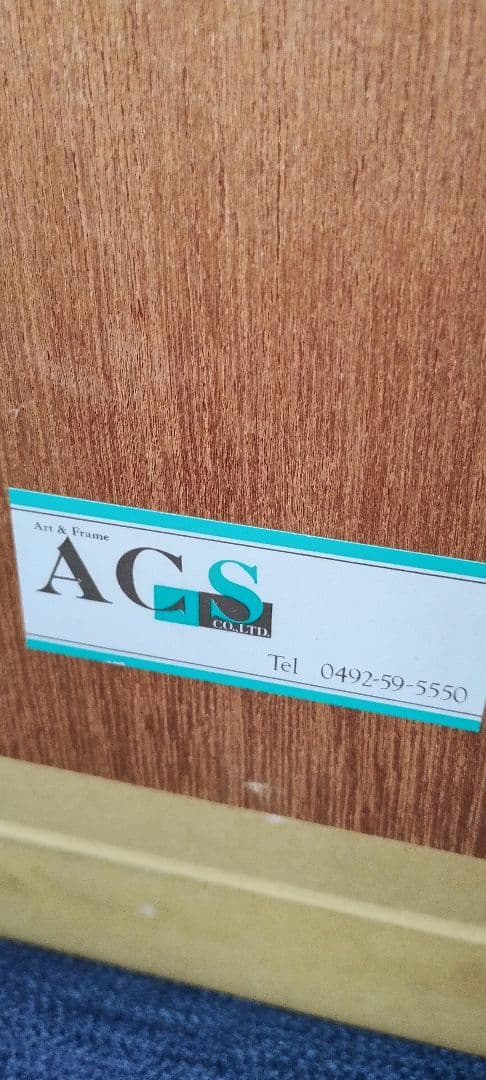 Art & Frame
AGS
CO.,LTD.
Tel 0492-59-5550